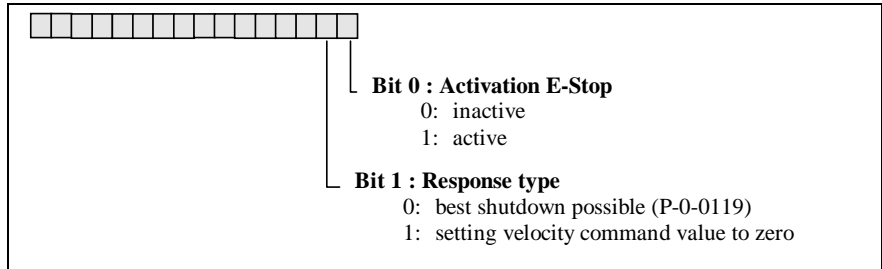 Bit 0 : Activation E-Stop
0: inactive
1: active
Bit 1 : Response type
0: best shutdown possible (P-0-0119)
1: setting velocity command value to zero